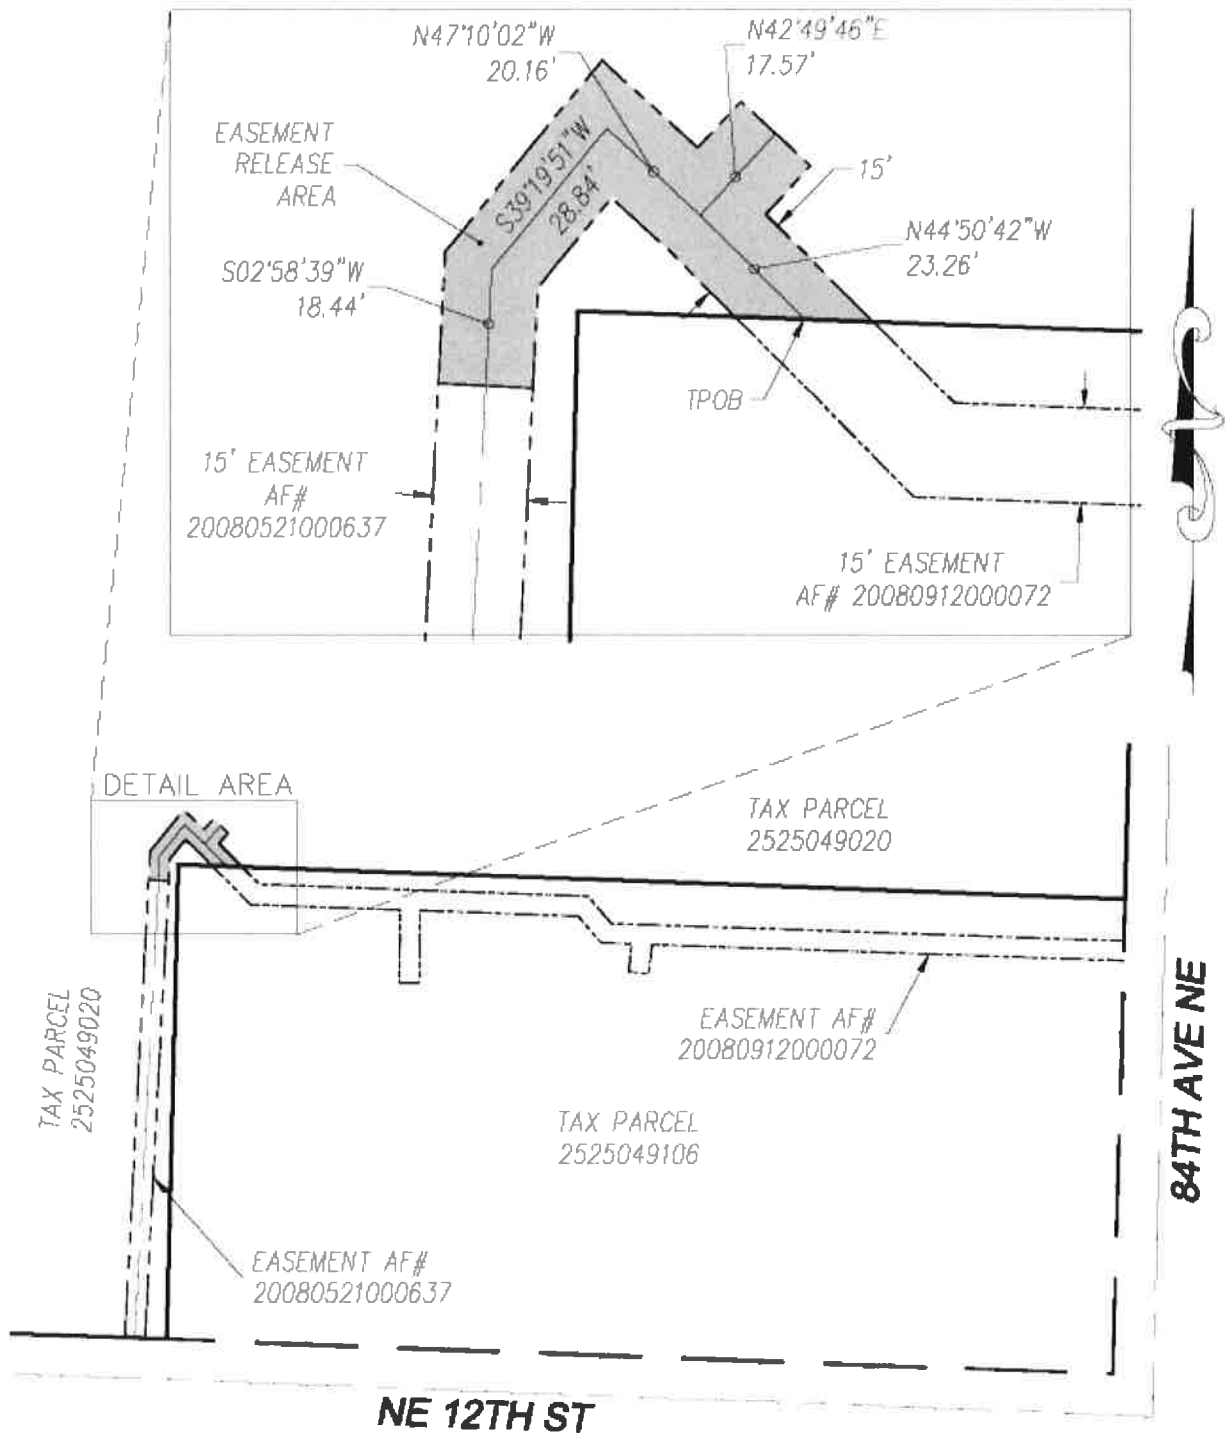 N47°10'02"W
20.16'
N42°49'46"E
17.57'
EASEMENT
RELEASE
AREA
S39°19'51"W
28.84'
15'
N44°50'42"W
23.26'
S02°58'39"W
18.44'
TPOB
15' EASEMENT
AF#
20080521000637
15' EASEMENT
AF# 20080912000072
DETAIL AREA
TAX PARCEL
2525049020
TAX PARCEL
2525049020
EASEMENT AF#
20080912000072
TAX PARCEL
2525049106
84TH AVE NE
EASEMENT AF#
20080521000637
NE 12TH ST